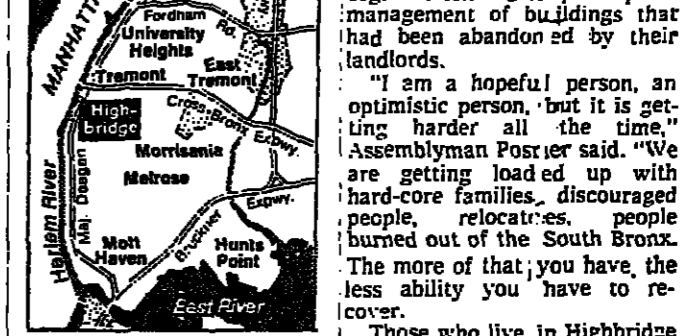 MANHATTA
Fordham
Rd.
University
Heights
East
Tremont
Tremont
High-
bridge
Cross-Bronx Expwy.
Morrisania
Melrose
Harlem River
Maj. Deegan
Expwy.
Bruckner
Mott
Haven
Hunts
Point
East River
management of buildings that
had been abandoned by their
landlords.
"I am a hopeful person, an
optimistic person, but it is get-
ting harder all the time,"
Assemblyman Posner said. "We
are getting loaded up with
hard-core families, discouraged
people, relocatees, people
burned out of the South Bronx.
The more of that you have, the
less ability you have to re-
cover.
Those who live in Highbridge